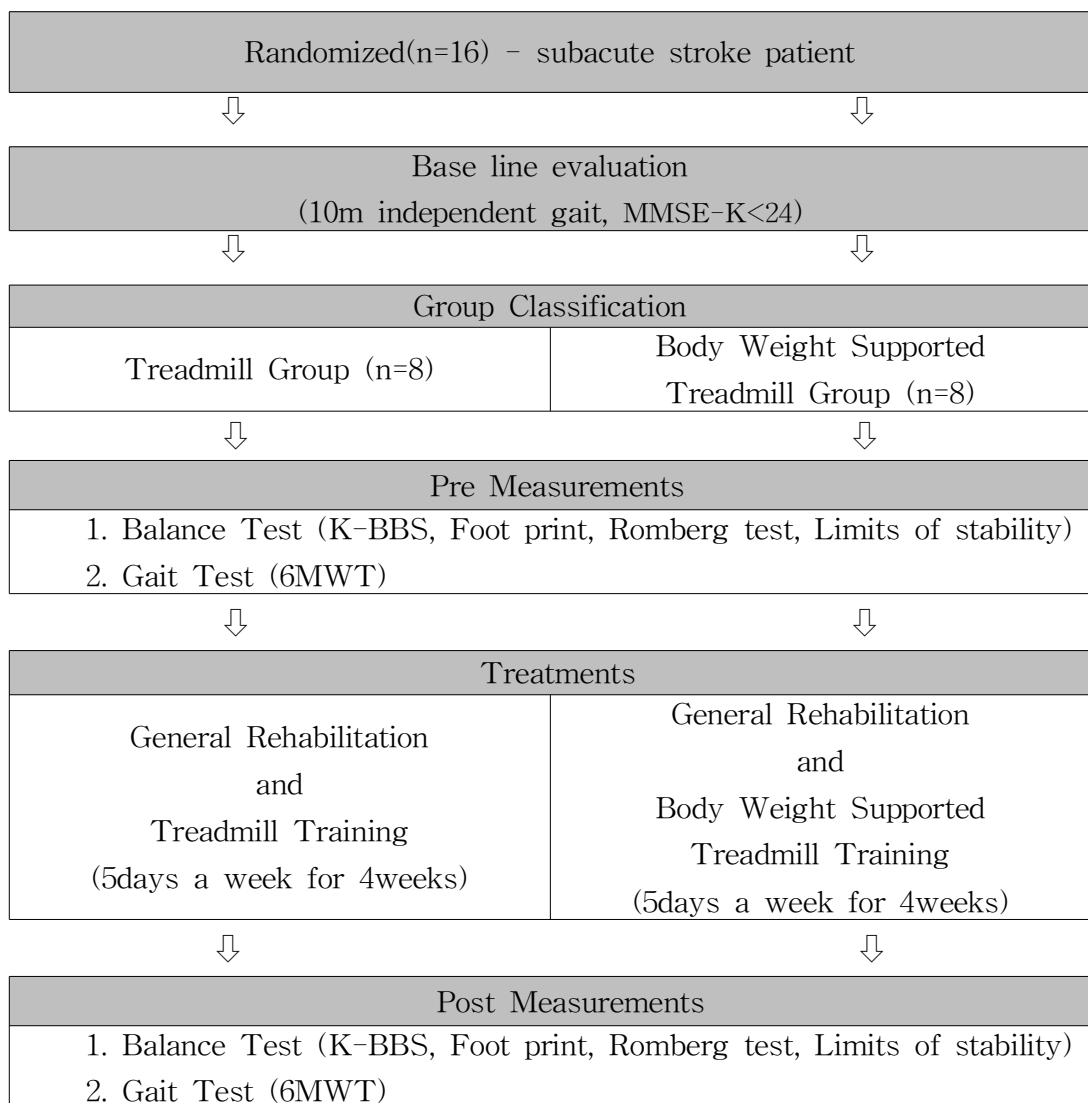 Randomized(n=16) - subacute stroke patient
Base line evaluation
(10m independent gait, MMSE-K<24)
Group Classification
Treadmill Group (n=8)
Body Weight Supported
Treadmill Group (n=8)
Pre Measurements
1. Balance Test (K-BBS, Foot print, Romberg test, Limits of stability)
2. Gait Test (6MWT)
Treatments
General Rehabilitation
and
Treadmill Training
(5days a week for 4weeks)
General Rehabilitation
and
Body Weight Supported
Treadmill Training
(5days a week for 4weeks)
Post Measurements
1. Balance Test (K-BBS, Foot print, Romberg test, Limits of stability)
2. Gait Test (6MWT)